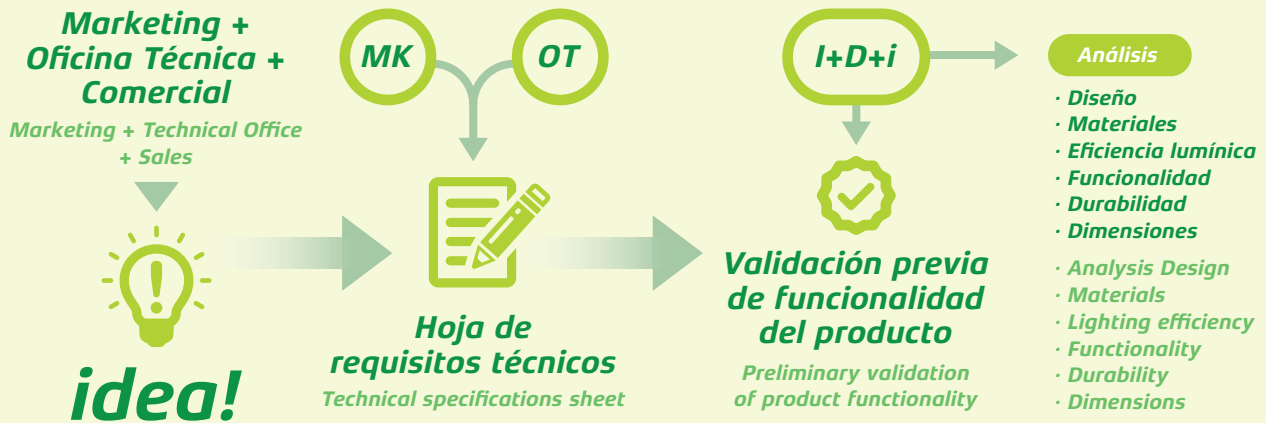 Marketing +
Oficina Técnica +
Comercial
Marketing + Technical Office
+ Sales
idea!
MK
OT
Hoja de
requisitos técnicos
Technical specifications sheet
I+D+i
Validación previa
de funcionalidad
del producto
Preliminary validation
of product functionality
Análisis
· Diseño
· Materiales
· Eficiencia lumínica
· Funcionalidad
· Durabilidad
· Dimensiones
· Analysis Design
· Materials
· Lighting efficiency
· Functionality
· Durability
· Dimensions